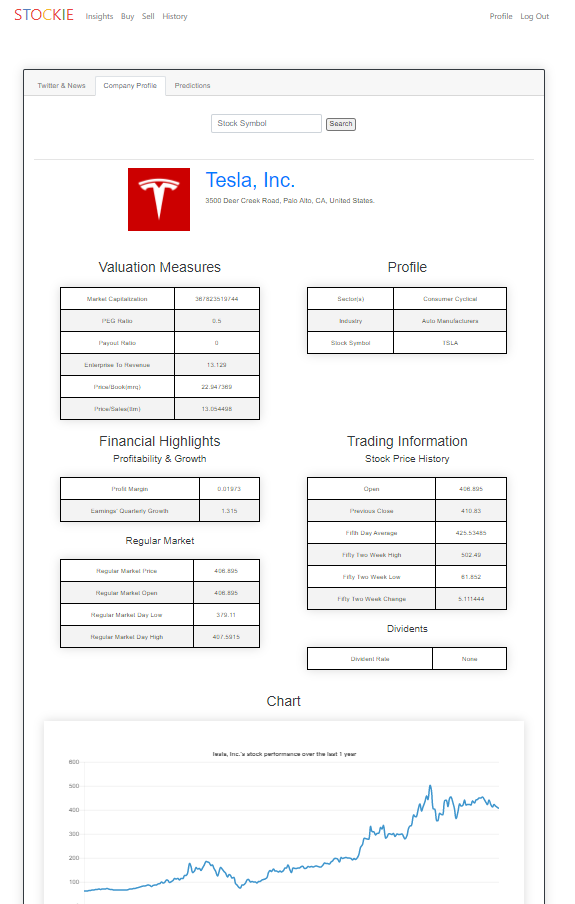 STOCKIE Insights Buy Sell History Profile Log Out
Twitter & News Company Profile Predictions
Stock Symbol Search
Tesla, Inc.
3500 Deer Creek Road, Palo Alto, CA, United States.
Valuation Measures
Market Capitalization 387823519744
PEG Ratio 0.5
Payout Ratio 0
Enterprise To Revenue 13.129
Price/Book(mrq) 22.947369
Price/Sales(ttm) 13.054498
Profile
Sector(s) Consumer Cyclical
Industry Auto Manufacturers
Stock Symbol TSLA
Financial Highlights
Profitability & Growth
Profit Margin 0.01973
Earnings' Quarterly Growth 1.315
Regular Market
Regular Market Price 406.895
Regular Market Open 406.895
Regular Market Day Low 379.11
Regular Market Day High 407.5915
Trading Information
Stock Price History
Open 406.895
Previous Close 410.83
Fifth Day Average 425.53485
Fifty Two Week High 502.49
Fifty Two Week Low 61.852
Fifty Two Week Change 5.111444
Dividents
Dividient Rate None
Chart
Tesla, Inc.'s stock performance over the last 1 year
600
500
400
300
200
100